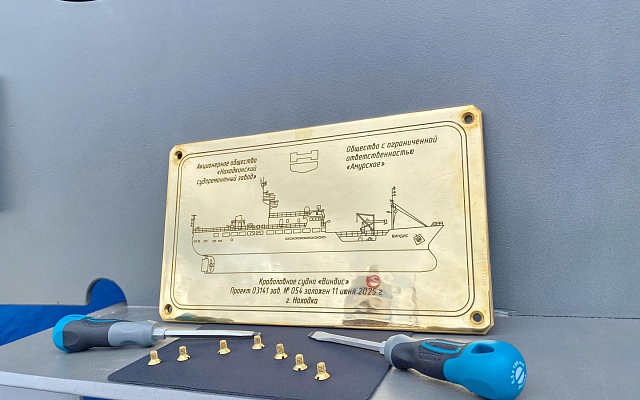 Акционерное общество
«Находкинский
судоремонтный завод»
Общество с ограниченной
ответственностью
«Амурское»
ВИНДИС
Краболовное судно «Виндис»
Проект 03141 зав. № 054 заложен 11 июня 2025 г.
г. Находка